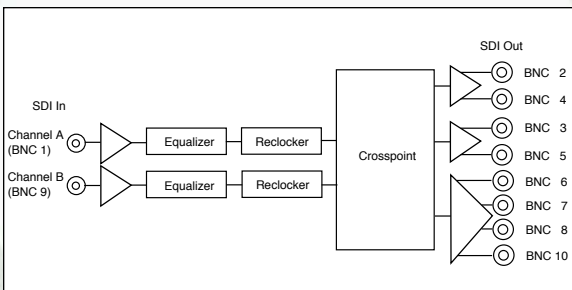 SDI Out
BNC 2
BNC 4
SDI In
Channel A
(BNC 1)
Equalizer
Reclocker
Crosspoint
BNC 3
BNC 5
Channel B
(BNC 9)
Equalizer
Reclocker
BNC 6
BNC 7
BNC 8
BNC 10